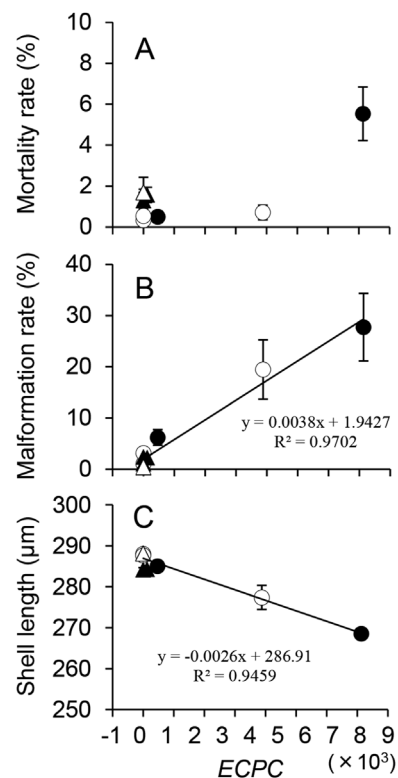 A
Mortality rate (%)
10
8
6
4
2
0
B
Malformation rate (%)
40
30
20
10
0
y = 0.0038x + 1.9427
R² = 0.9702
C
Shell length (μm)
300
290
280
270
260
250
y = -0.0026x + 286.91
R² = 0.9459
-1 0 1 2 3 4 5 6 7 8 9
ECPC (×10³)